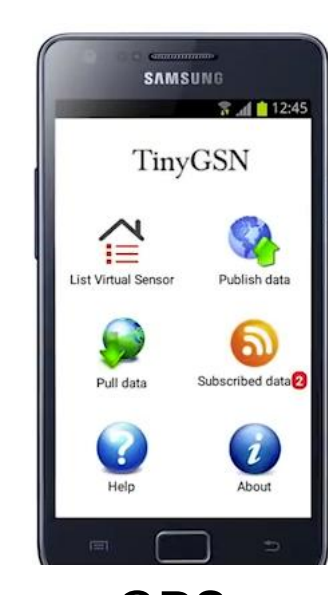 SAMSUNG
12:45
TinyGSN
List Virtual Sensor
Publish data
Pull data
Subscribed data 2
Help
About